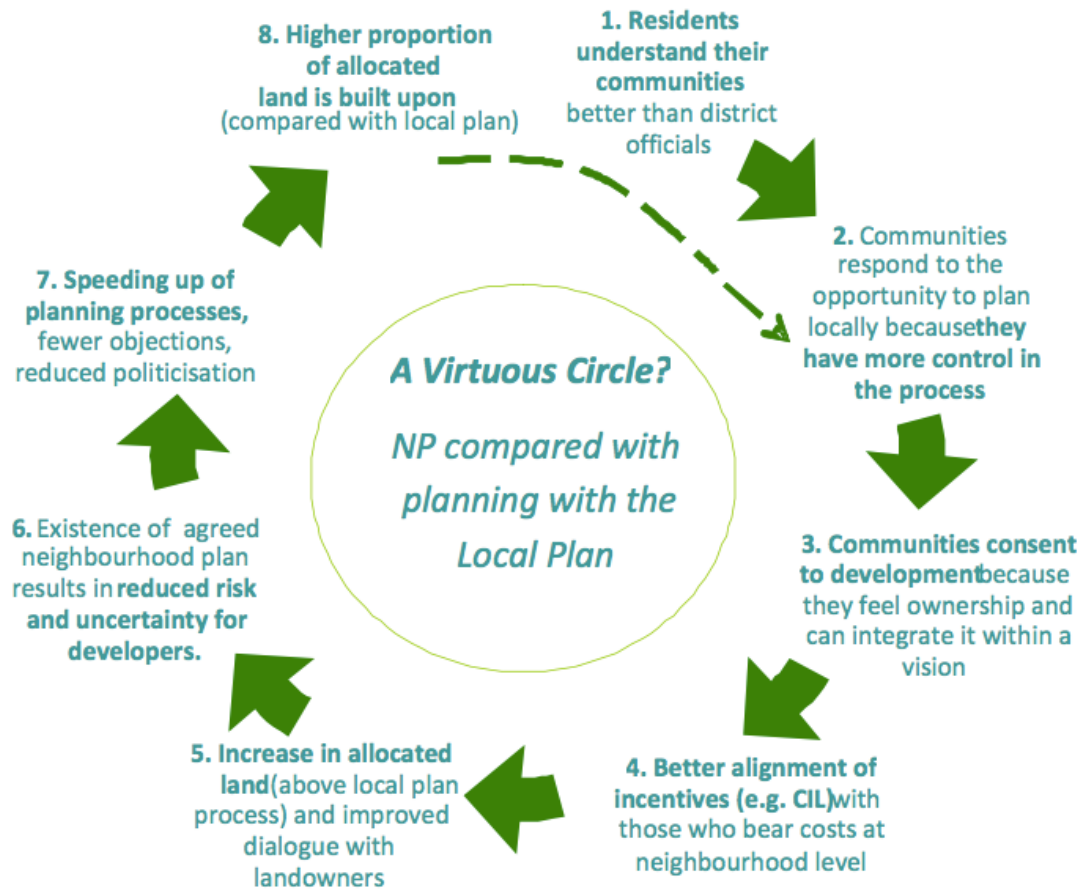 1. Residents
understand their
communities
better than district
officials
2. Communities
respond to the
opportunity to plan
locally becausethey
have more control in
the process
3. Communities consent
to developmentbecause
they feel ownership and
can integrate it within a
vision
4. Better alignment of
incentives (e.g. CIL)with
those who bear costs at
neighbourhood level
5. Increase in allocated
land(above local plan
process) and improved
dialogue with
landowners
6. Existence of agreed
neighbourhood plan
results in reduced risk
and uncertainty for
developers.
7. Speeding up of
planning processes,
fewer objections,
reduced politicisation
8. Higher proportion
of allocated
land is built upon
(compared with local plan)
A Virtuous Circle?
NP compared with
planning with the
Local Plan